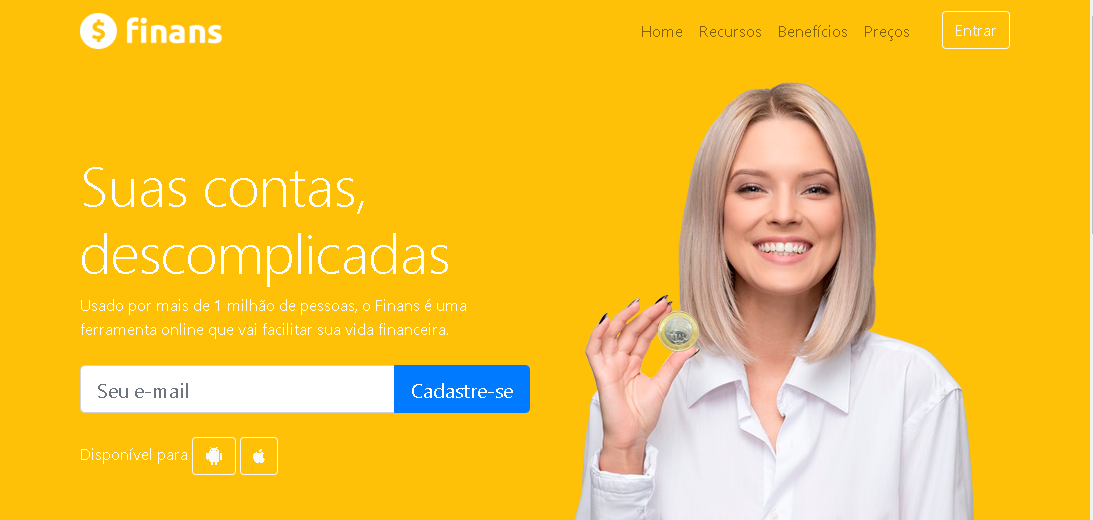 finans
Home Recursos Benefícios Preços Entrar
Suas contas,
descomplicadas
Usado por mais de 1 milhão de pessoas, o Finans é uma
ferramenta online que vai facilitar sua vida financeira.
Seu e-mail Cadastre-se
Disponível para